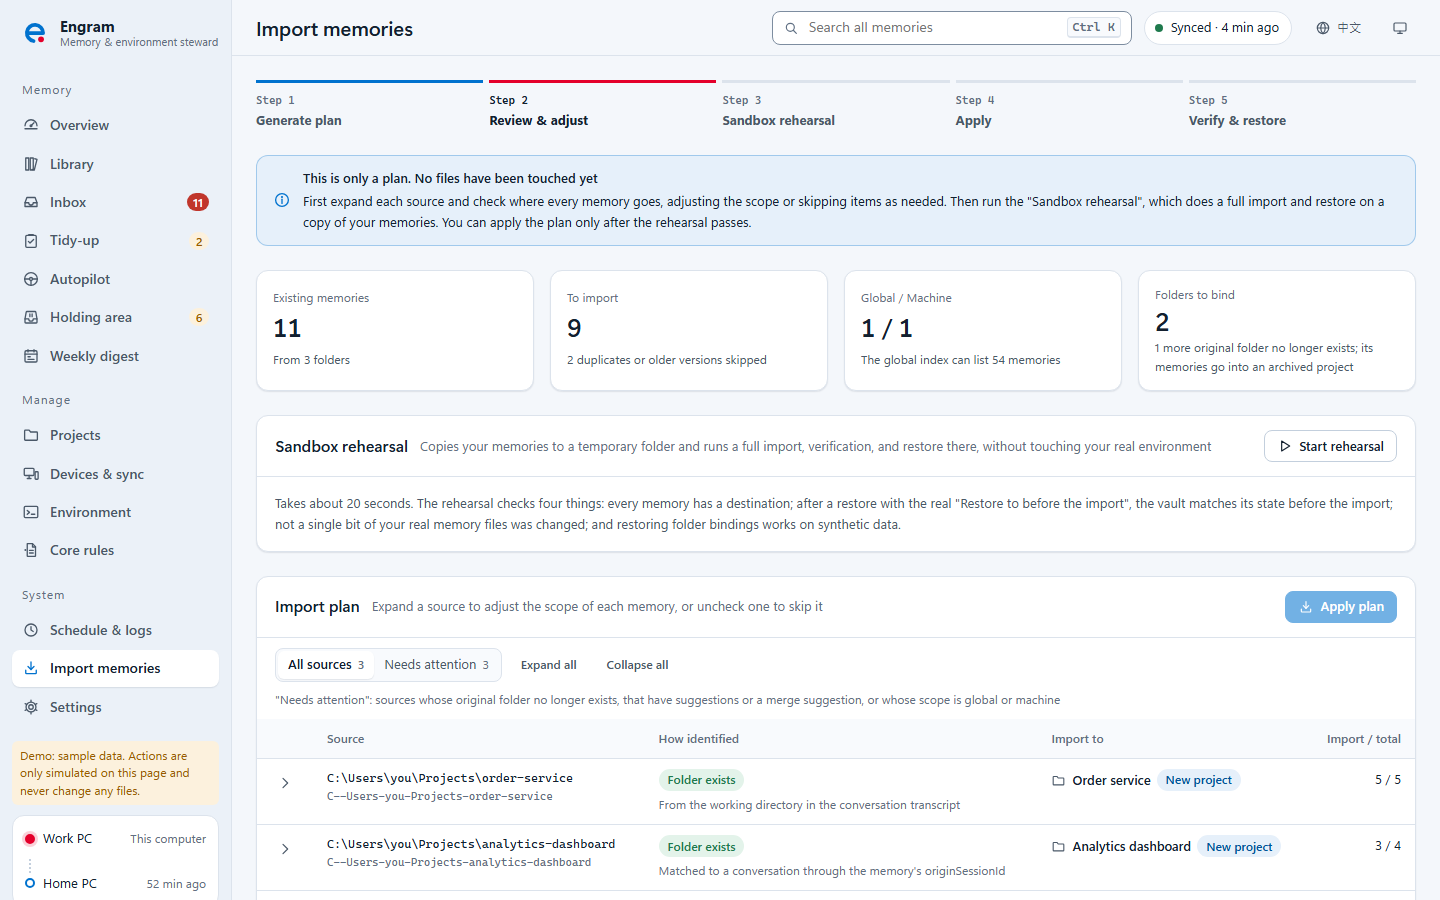 Engram
Memory & environment steward
Memory
Overview
Library
Inbox 11
Tidy-up 2
Autopilot
Holding area 6
Weekly digest
Manage
Projects
Devices & sync
Environment
Core rules
System
Schedule & logs
Import memories
Settings
Demo: sample data. Actions are
only simulated on this page and
never change any files.
Work PC This computer
Home PC 52 min ago
Import memories
Search all memories Ctrl K
Synced · 4 min ago
中文
Step 1
Generate plan
Step 2
Review & adjust
Step 3
Sandbox rehearsal
Step 4
Apply
Step 5
Verify & restore
This is only a plan. No files have been touched yet
First expand each source and check where every memory goes, adjusting the scope or skipping items as needed. Then run the "Sandbox rehearsal", which does a full import and restore on a
copy of your memories. You can apply the plan only after the rehearsal passes.
Existing memories
11
From 3 folders
To import
9
2 duplicates or older versions skipped
Global / Machine
1 / 1
The global index can list 54 memories
Folders to bind
2
1 more original folder no longer exists; its
memories go into an archived project
Sandbox rehearsal Copies your memories to a temporary folder and runs a full import, verification, and restore there, without touching your real environment
Start rehearsal
Takes about 20 seconds. The rehearsal checks four things: every memory has a destination; after a restore with the real "Restore to before the import", the vault matches its state before the import;
not a single bit of your real memory files was changed; and restoring folder bindings works on synthetic data.
Import plan Expand a source to adjust the scope of each memory, or uncheck one to skip it
Apply plan
All sources 3 Needs attention 3 Expand all Collapse all
"Needs attention": sources whose original folder no longer exists, that have suggestions or a merge suggestion, or whose scope is global or machine
Source How identified Import to Import / total
C:\Users\you\Projects\order-service Folder exists Order service New project 5 / 5
C--Users-you-Projects-order-service From the working directory in the conversation transcript
C:\Users\you\Projects\analytics-dashboard Folder exists Analytics dashboard New project 3 / 4
C--Users-you-Projects-analytics-dashboard Matched to a conversation through the memory's originSessionId